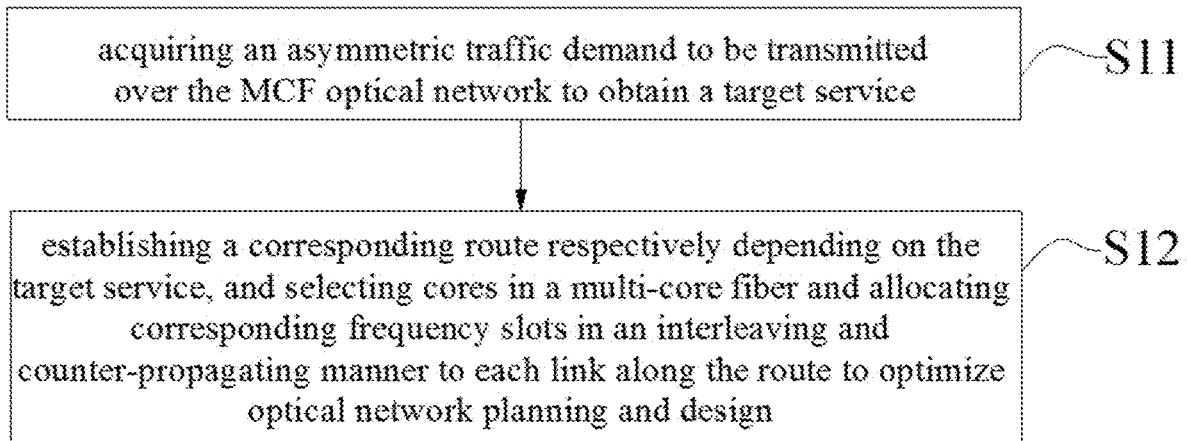 acquiring an asymmetric traffic demand to be transmitted
over the MCF optical network to obtain a target service
S11
establishing a corresponding route respectively depending on the
target service, and selecting cores in a multi-core fiber and allocating
corresponding frequency slots in an interleaving and
counter-propagating manner to each link along the route to optimize
optical network planning and design
S12